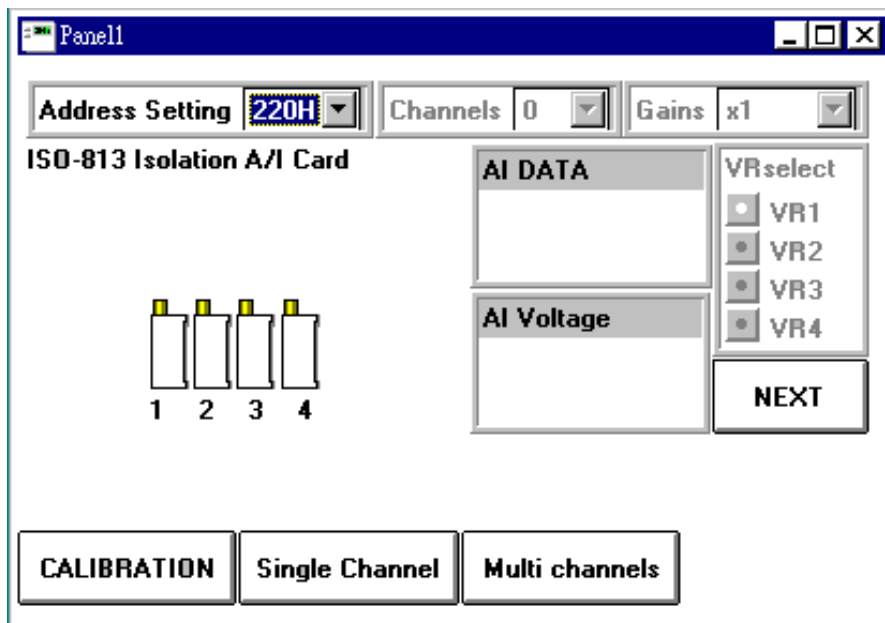 Panel1
Address Setting 220H Channels 0 Gains x1
ISO-813 Isolation A/I Card
AI DATA
VRselect
VR1
VR2
VR3
VR4
AI Voltage
1 2 3 4
NEXT
CALIBRATION Single Channel Multi channels